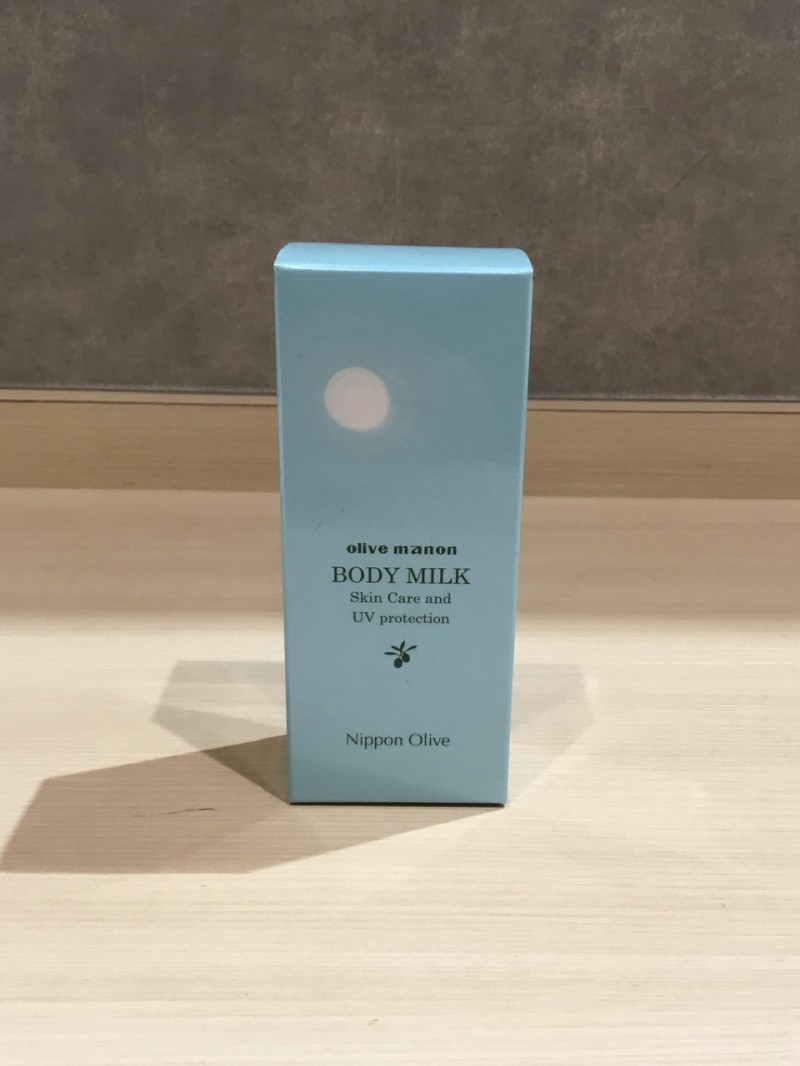 olive manon
BODY MILK
Skin Care and
UV protection
Nippon Olive